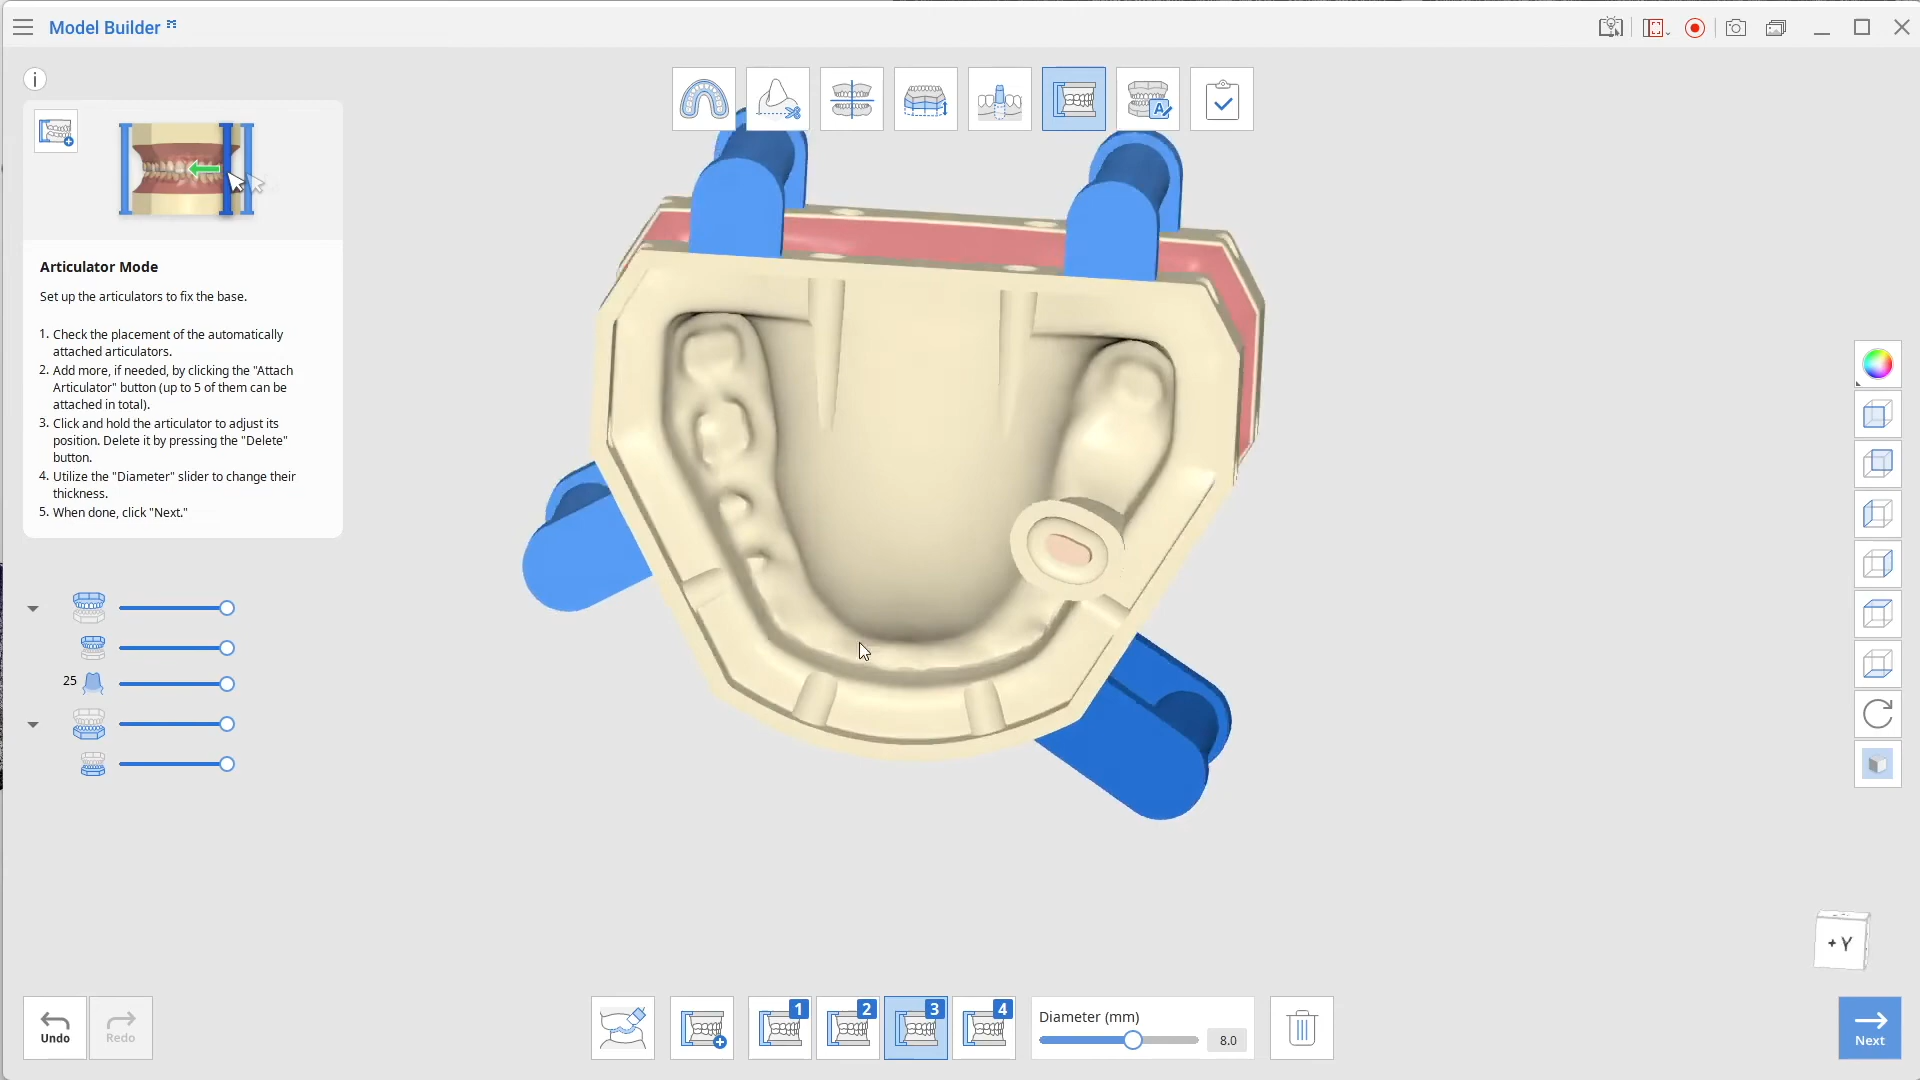 Model Builder
i
A
Articulator Mode
Set up the articulators to fix the base.
1. Check the placement of the automatically
attached articulators.
2. Add more, if needed, by clicking the "Attach
Articulator" button (up to 5 of them can be
attached in total).
3. Click and hold the articulator to adjust its
position. Delete it by pressing the "Delete"
button.
4. Utilize the "Diameter" slider to change their
thickness.
5. When done, click "Next."
25
+ Y
Undo
Redo
1
2
3
4
Diameter (mm)
8.0
Next